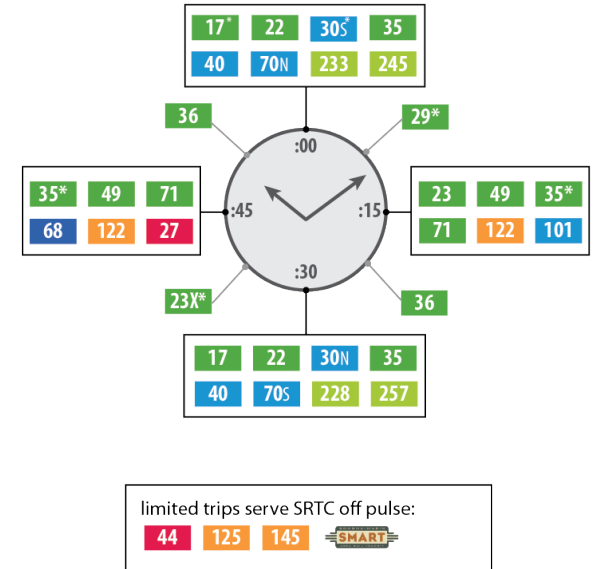 17* 22 30S* 35
40 70N 233 245
36
29*
:00
35* 49 71
68 122 27
:45
:15
23 49 35*
71 122 101
:30
23X*
36
17 22 30N 35
40 70S 228 257
limited trips serve SRTC off pulse:
44 125 145 SMART